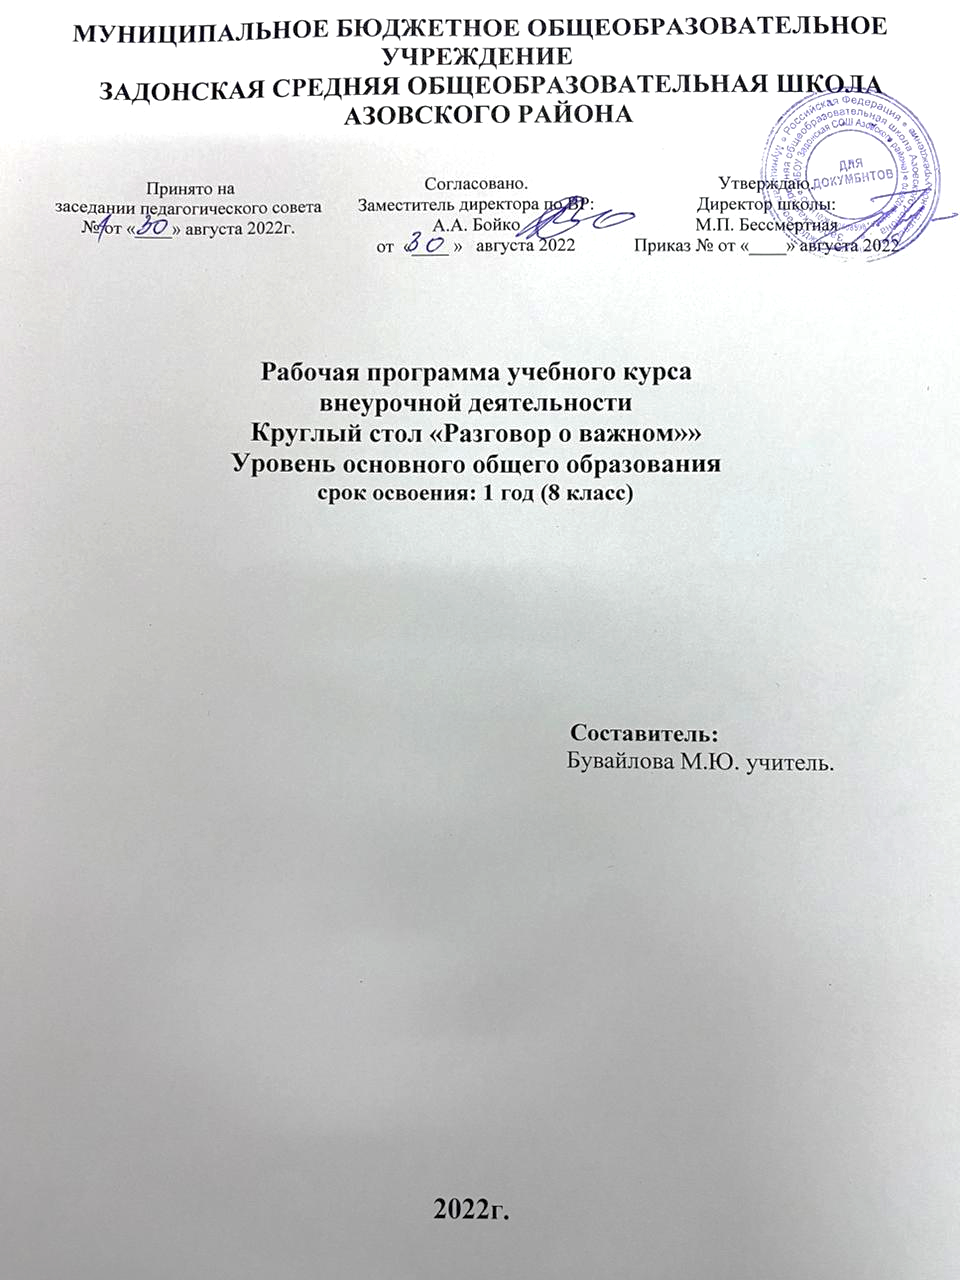 МУНИЦИПАЛЬНОЕ БЮДЖЕТНОЕ ОБЩЕОБРАЗОВАТЕЛЬНОЕ
УЧРЕЖДЕНИЕ
ЗАДОНСКАЯ СРЕДНЯЯ ОБЩЕОБРАЗОВАТЕЛЬНАЯ ШКОЛА
АЗОВСКОГО РАЙОНА
Принято на
заседании педагогического совета
№1 от «30» августа 2022г.
Согласовано.
Заместитель директора по ВР:
А.А. Бойко
от «30» августа 2022
Утверждаю.
Директор школы:
М.П. Бессмертная
Приказ № от «____» августа 2022
ДЛЯ
ДОКУМЕНТОВ
Рабочая программа учебного курса
внеурочной деятельности
Круглый стол «Разговор о важном»»
Уровень основного общего образования
срок освоения: 1 год (8 класс)
Составитель:
Бувайлова М.Ю. учитель.
2022г.